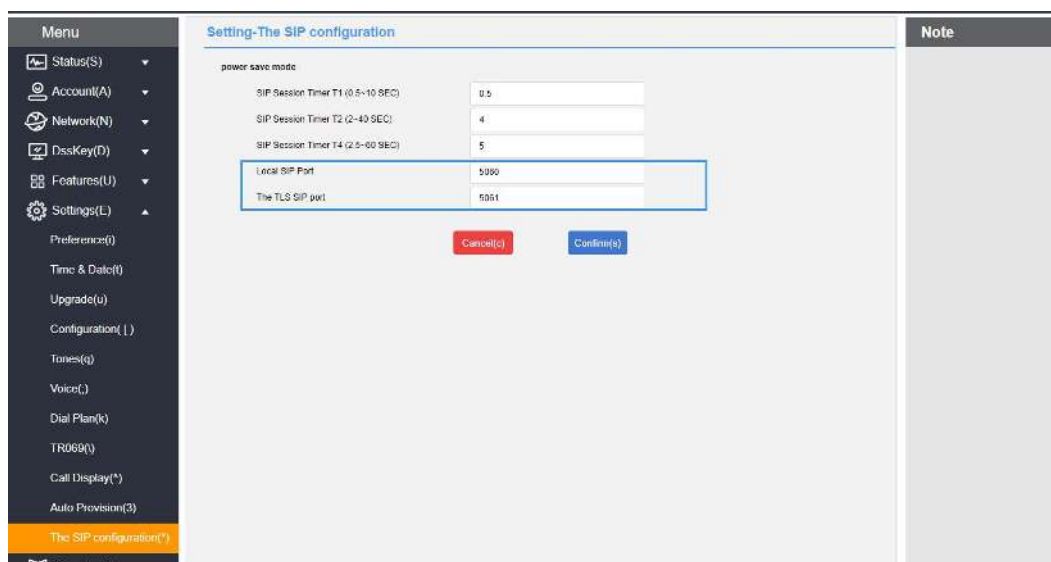 Menu
Setting-The SIP configuration
Note
Status(S)
Account(A)
Network(N)
DssKey(D)
Features(U)
Settings(E)
Preference(i)
Time & Date(t)
Upgrade(u)
Configuration( [ )
Tones(q)
Voice(;)
Dial Plan(k)
TR069(\)
Call Display(^)
Auto Provision(3)
The SIP configuration(*)
power save mode
SIP Session Timer T1 (0.5~10 SEC)
0.5
SIP Session Timer T2 (2~40 SEC)
4
SIP Session Timer T4 (2.5~60 SEC)
5
Local SIP Port
5060
The TLS SIP port
5061
Cancel(c)
Confirm(s)